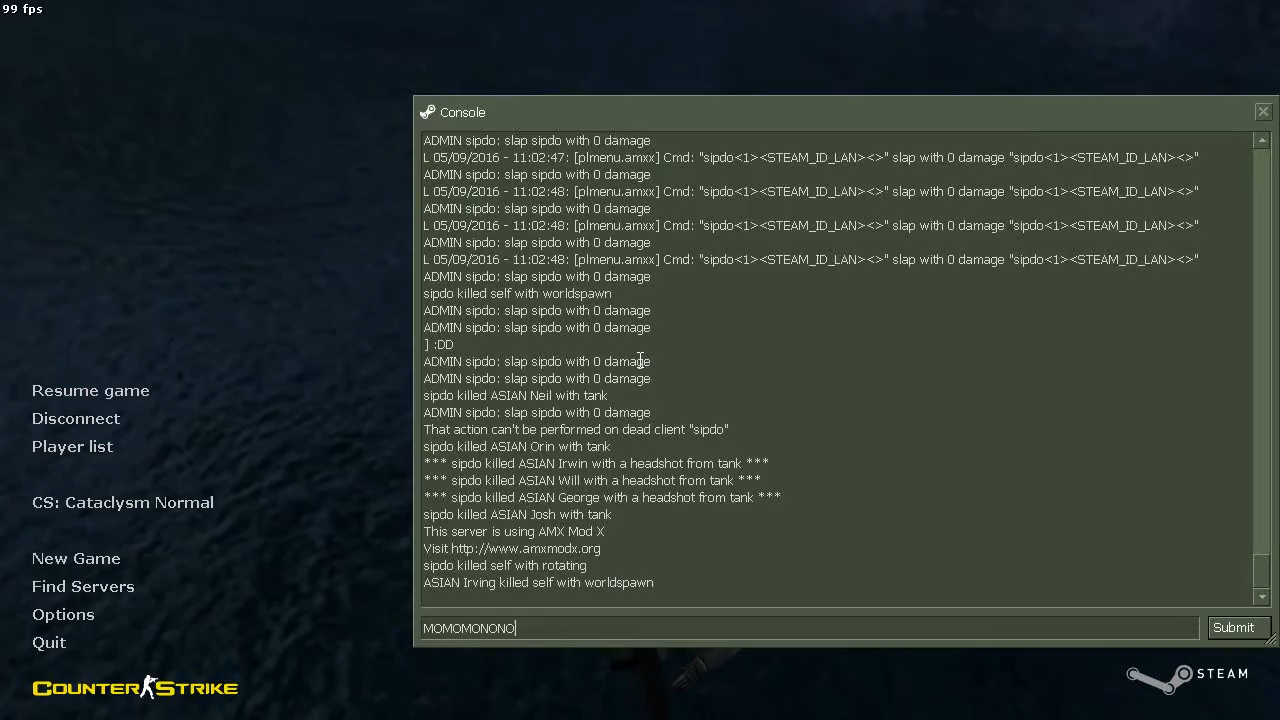 99 fps
Console
ADMIN sipdo: slap sipdo with 0 damage
L 05/09/2016 - 11:02:47: [plmenu.amxx] Cmd: "sipdo<1><STEAM_ID_LAN><>" slap with 0 damage "sipdo<1><STEAM_ID_LAN><>"
ADMIN sipdo: slap sipdo with 0 damage
L 05/09/2016 - 11:02:48: [plmenu.amxx] Cmd: "sipdo<1><STEAM_ID_LAN><>" slap with 0 damage "sipdo<1><STEAM_ID_LAN><>"
ADMIN sipdo: slap sipdo with 0 damage
L 05/09/2016 - 11:02:48: [plmenu.amxx] Cmd: "sipdo<1><STEAM_ID_LAN><>" slap with 0 damage "sipdo<1><STEAM_ID_LAN><>"
ADMIN sipdo: slap sipdo with 0 damage
L 05/09/2016 - 11:02:48: [plmenu.amxx] Cmd: "sipdo<1><STEAM_ID_LAN><>" slap with 0 damage "sipdo<1><STEAM_ID_LAN><>"
ADMIN sipdo: slap sipdo with 0 damage
sipdo killed self with worldspawn
ADMIN sipdo: slap sipdo with 0 damage
ADMIN sipdo: slap sipdo with 0 damage
] :DD
ADMIN sipdo: slap sipdo with 0 damage
ADMIN sipdo: slap sipdo with 0 damage
sipdo killed ASIAN Neil with tank
ADMIN sipdo: slap sipdo with 0 damage
That action can't be performed on dead client "sipdo"
sipdo killed ASIAN Orin with tank
*** sipdo killed ASIAN Irwin with a headshot from tank ***
*** sipdo killed ASIAN Will with a headshot from tank ***
*** sipdo killed ASIAN George with a headshot from tank ***
sipdo killed ASIAN Josh with tank
This server is using AMX Mod X
Visit http://www.amxmodx.org
sipdo killed self with rotating
ASIAN Irving killed self with worldspawn
MOMOMONONO
Submit
Resume game
Disconnect
Player list
CS: Cataclysm Normal
New Game
Find Servers
Options
Quit
COUNTER STRIKE
STEAM